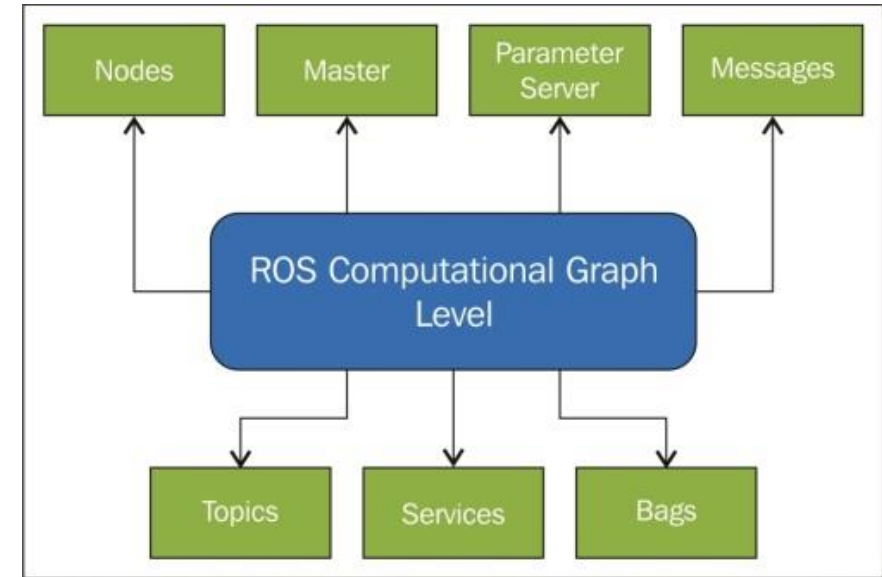 Nodes
Master
Parameter
Server
Messages
ROS Computational Graph
Level
Topics
Services
Bags